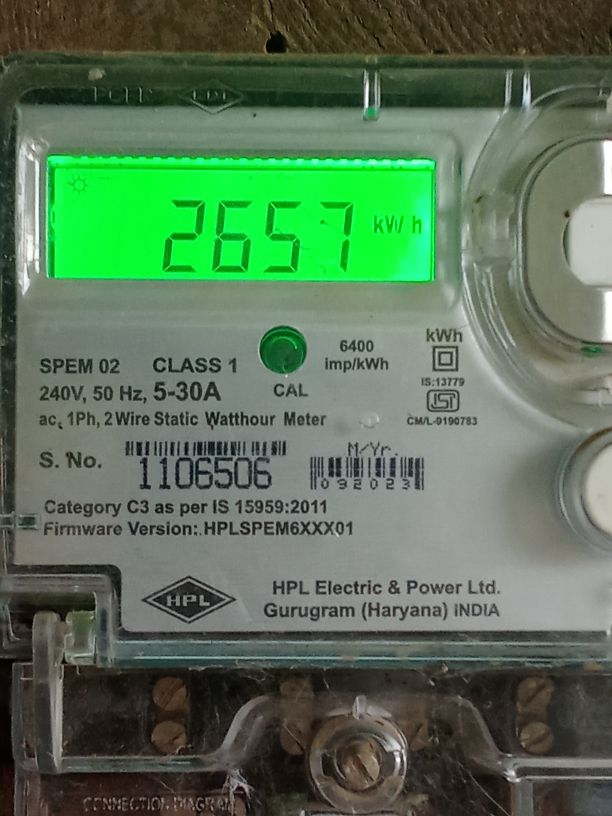 2657 kWh
6400
imp/kWh
kWh
SPEM 02 CLASS 1
240V, 50 Hz, 5-30A
CAL
IS:13779
ISI
CM/L-9190783
ac, 1Ph, 2 Wire Static Watthour Meter
M/Yr.
S. No. 1106506
092023
Category C3 as per IS 15959:2011
Firmware Version: HPLSPEM6XXX01
HPL
HPL Electric & Power Ltd.
Gurugram (Haryana) INDIA
CONNECTION DIAGRAM